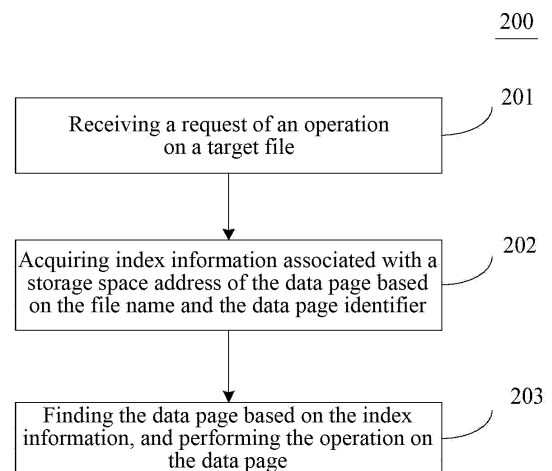 200
201
Receiving a request of an operation
on a target file
202
Acquiring index information associated with a
storage space address of the data page based
on the file name and the data page identifier
203
Finding the data page based on the index
information, and performing the operation on
the data page